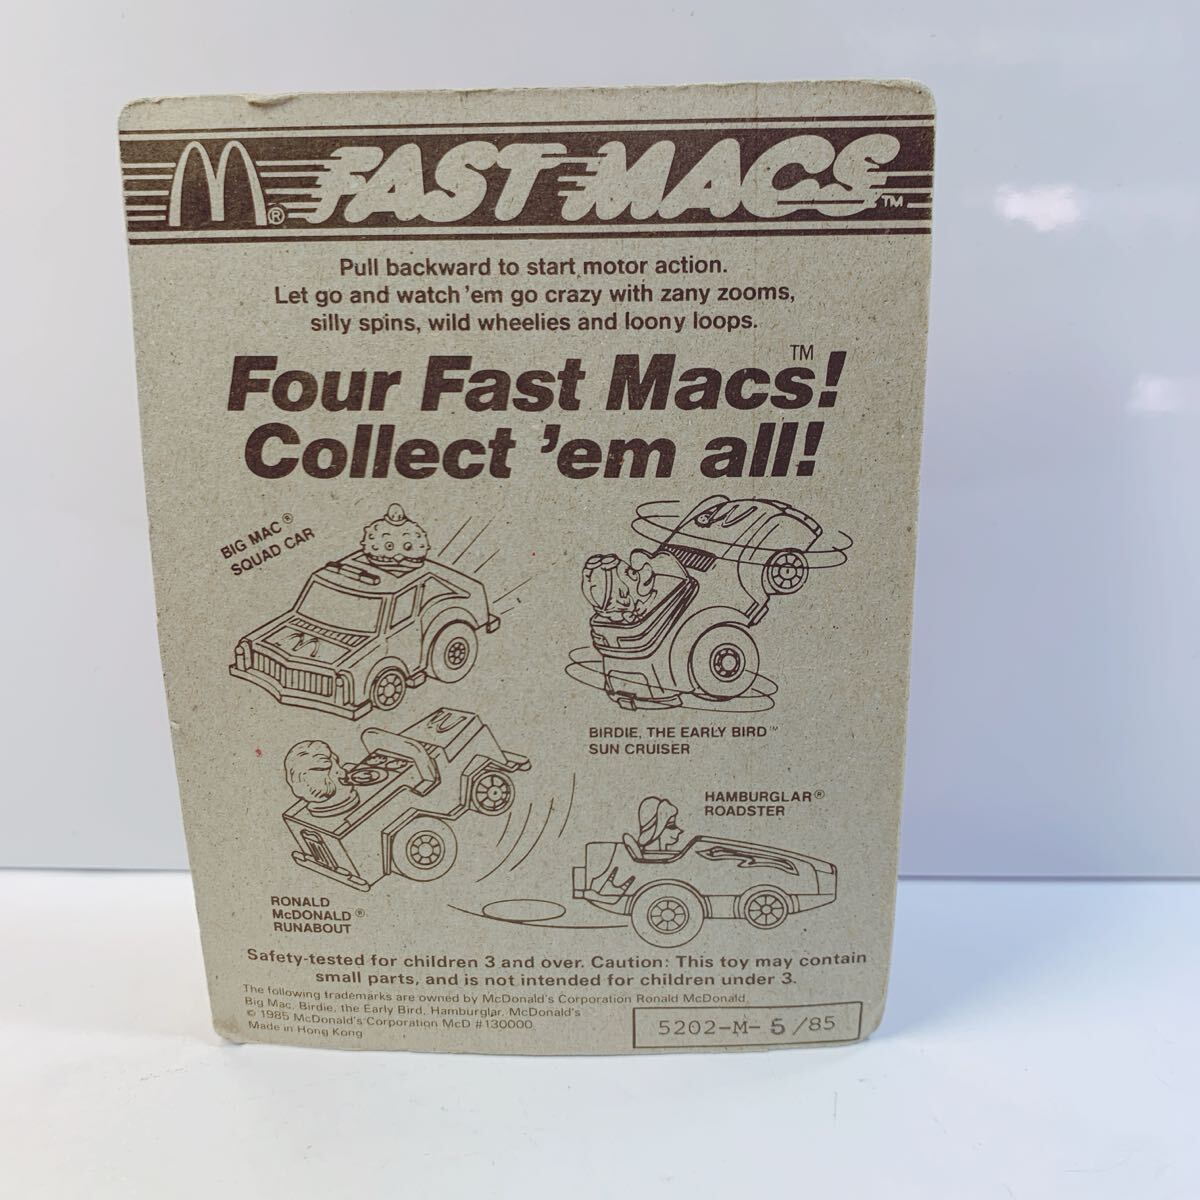 FAST MACS™
®
Pull backward to start motor action.
Let go and watch 'em go crazy with zany zooms,
silly spins, wild wheelies and loony loops.
Four Fast Macs™!
Collect 'em all!
BIG MAC®
SQUAD CAR
BIRDIE, THE EARLY BIRD™
SUN CRUISER
HAMBURGLAR®
ROADSTER
RONALD
McDONALD®
RUNABOUT
Safety-tested for children 3 and over. Caution: This toy may contain
small parts, and is not intended for children under 3.
The following trademarks are owned by McDonald's Corporation Ronald McDonald,
Big Mac, Birdie, the Early Bird, Hamburglar, McDonald's
© 1985 McDonald's Corporation McD #130000
Made in Hong Kong
5202-M-5/85